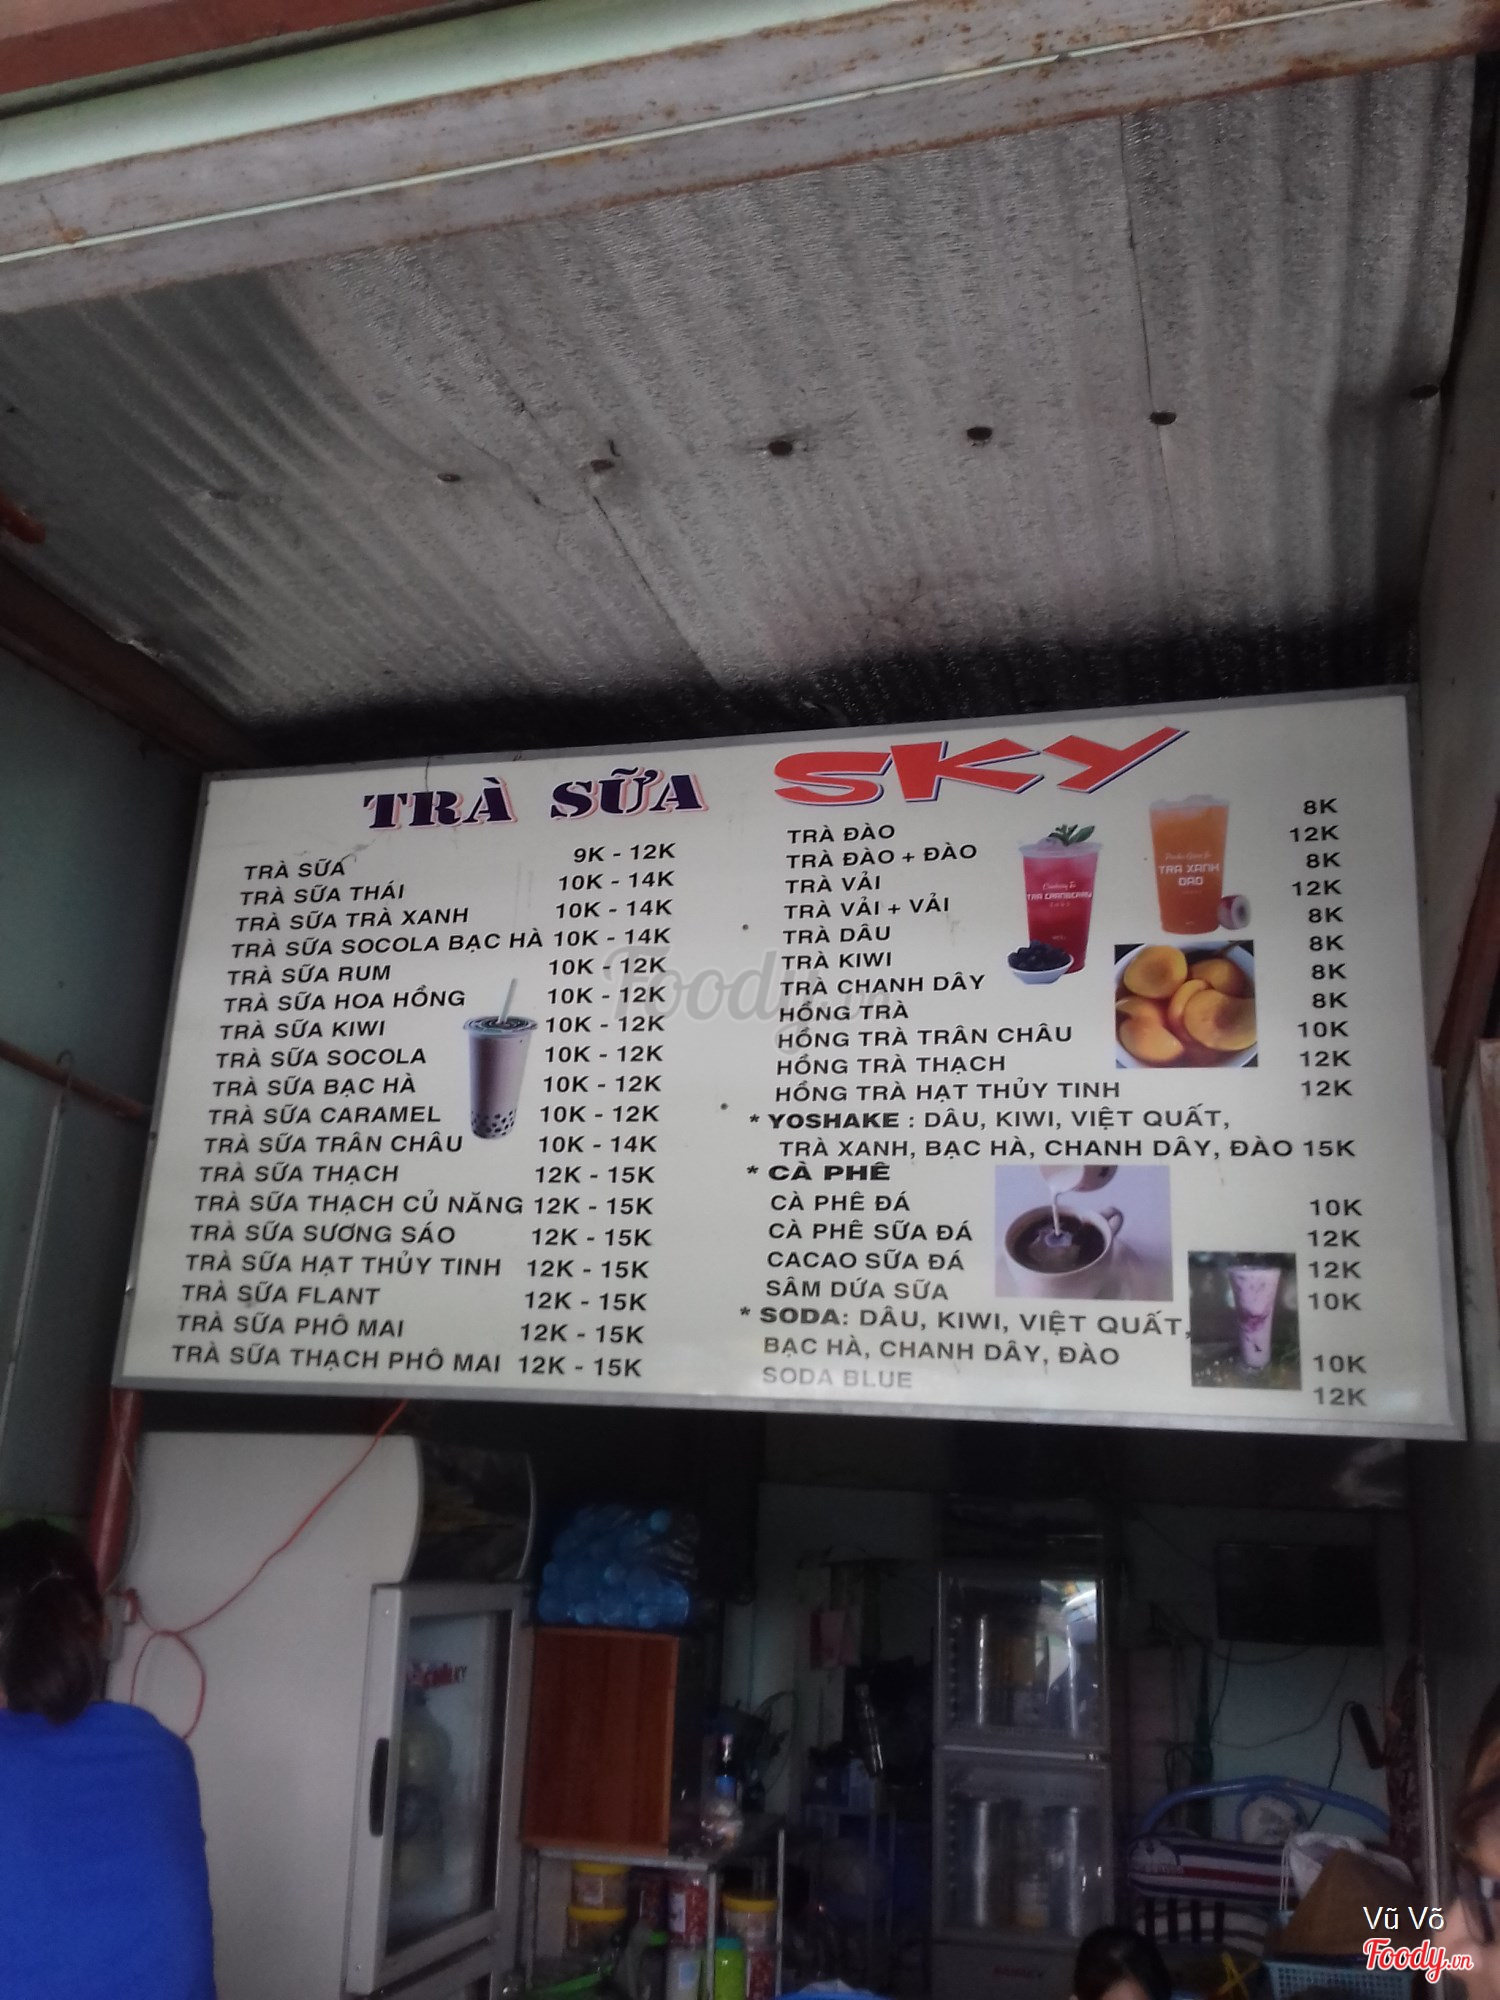 TRÀ SỮA SKY
TRÀ SỮA 9K - 12K
TRÀ SỮA THÁI 10K - 14K
TRÀ SỮA TRÀ XANH 10K - 14K
TRÀ SỮA SOCOLA BẠC HÀ 10K - 14K
TRÀ SỮA RUM 10K - 12K
TRÀ SỮA HOA HỒNG 10K - 12K
TRÀ SỮA KIWI 10K - 12K
TRÀ SỮA SOCOLA 10K - 12K
TRÀ SỮA BẠC HÀ 10K - 12K
TRÀ SỮA CARAMEL 10K - 12K
TRÀ SỮA TRÂN CHÂU 10K - 14K
TRÀ SỮA THẠCH 12K - 15K
TRÀ SỮA THẠCH CỦ NĂNG 12K - 15K
TRÀ SỮA SƯƠNG SÁO 12K - 15K
TRÀ SỮA HẠT THỦY TINH 12K - 15K
TRÀ SỮA FLANT 12K - 15K
TRÀ SỮA PHÔ MAI 12K - 15K
TRÀ SỮA THẠCH PHÔ MAI 12K - 15K
TRÀ ĐÀO 8K
TRÀ ĐÀO + ĐÀO 12K
TRÀ VẢI 8K
TRÀ VẢI + VẢI 12K
TRÀ DÂU 8K
TRÀ KIWI 8K
TRÀ CHANH DÂY 8K
HỒNG TRÀ 8K
HỒNG TRÀ TRÂN CHÂU 10K
HỒNG TRÀ THẠCH 12K
HỒNG TRÀ HẠT THỦY TINH 12K
* YOSHAKE : DÂU, KIWI, VIỆT QUẤT,
TRÀ XANH, BẠC HÀ, CHANH DÂY, ĐÀO 15K
* CÀ PHÊ
CÀ PHÊ ĐÁ 10K
CÀ PHÊ SỮA ĐÁ 12K
CACAO SỮA ĐÁ 12K
SÂM DỨA SỮA 10K
* SODA: DÂU, KIWI, VIỆT QUẤT,
BẠC HÀ, CHANH DÂY, ĐÀO 10K
SODA BLUE 12K
TRA CRANBERRY
TRA XANH
DAO
Foody.vn
Vũ Võ
Foody.vn